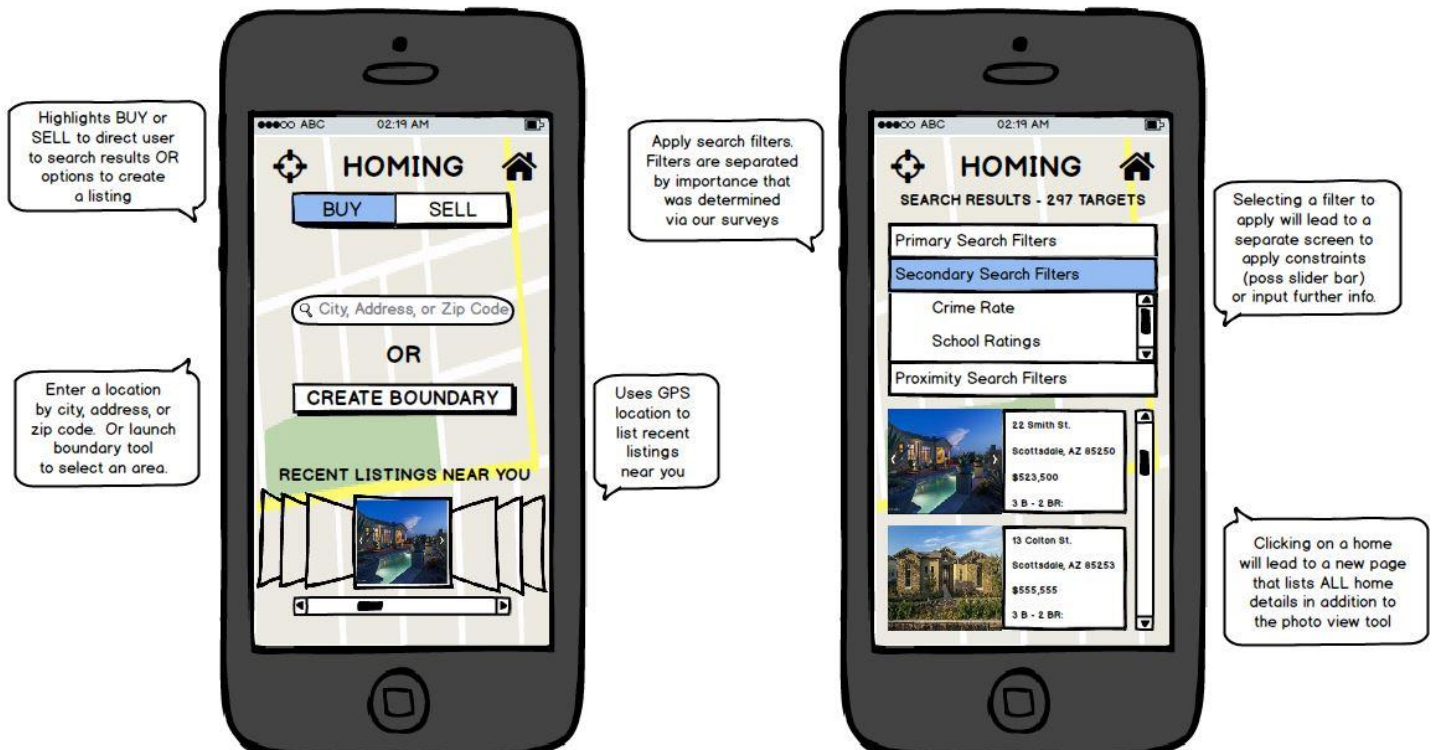 Highlights BUY or
SELL to direct user
to search results OR
options to create
a listing
Enter a location
by city, address, or
zip code. Or launch
boundary tool
to select an area.
ABC
02:19 AM
HOMING
BUY
SELL
City, Address, or Zip Code
OR
CREATE BOUNDARY
RECENT LISTINGS NEAR YOU
Uses GPS
location to
list recent
listings
near you
Apply search filters.
Filters are separated
by importance that
was determined
via our surveys
ABC
02:19 AM
HOMING
SEARCH RESULTS - 297 TARGETS
Primary Search Filters
Secondary Search Filters
Crime Rate
School Ratings
Proximity Search Filters
22 Smith St.
Scottsdale, AZ 85250
$523,500
3 B - 2 BR:
13 Colton St.
Scottsdale, AZ 85253
$555,555
3 B - 2 BR:
Selecting a filter to
apply will lead to a
separate screen to
apply constraints
(poss slider bar)
or input further info.
Clicking on a home
will lead to a new page
that lists ALL home
details in addition to
the photo view tool